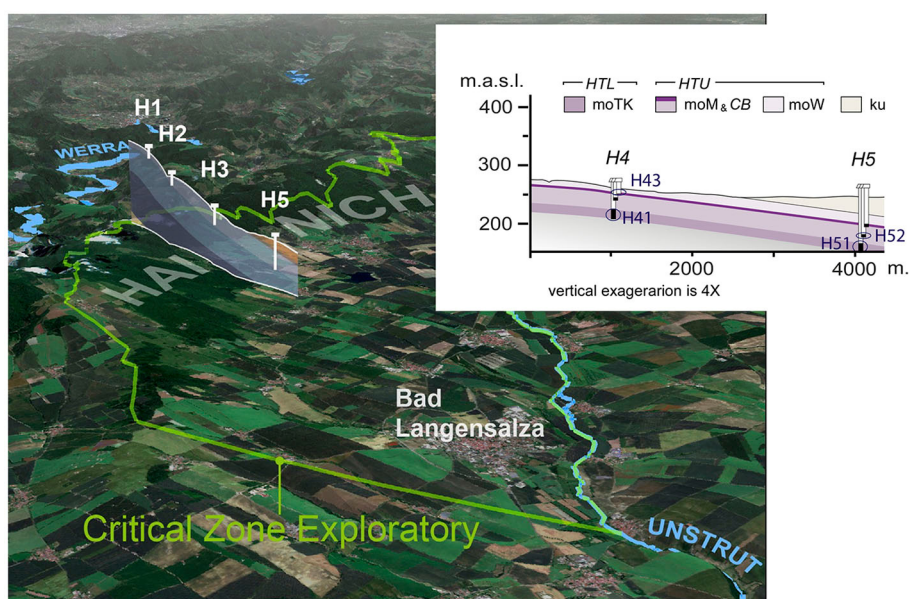 H1
H2
WERRA
H3
H5
HAINICH
Bad
Langensalza
Critical Zone Exploratory
UNSTRUT
m.a.s.l.
HTL
HTU
moTK
moM & CB
moW
ku
400
300
200
H4
H5
H43
H41
H51
H52
2000
4000
m.
vertical exagerarion is 4X